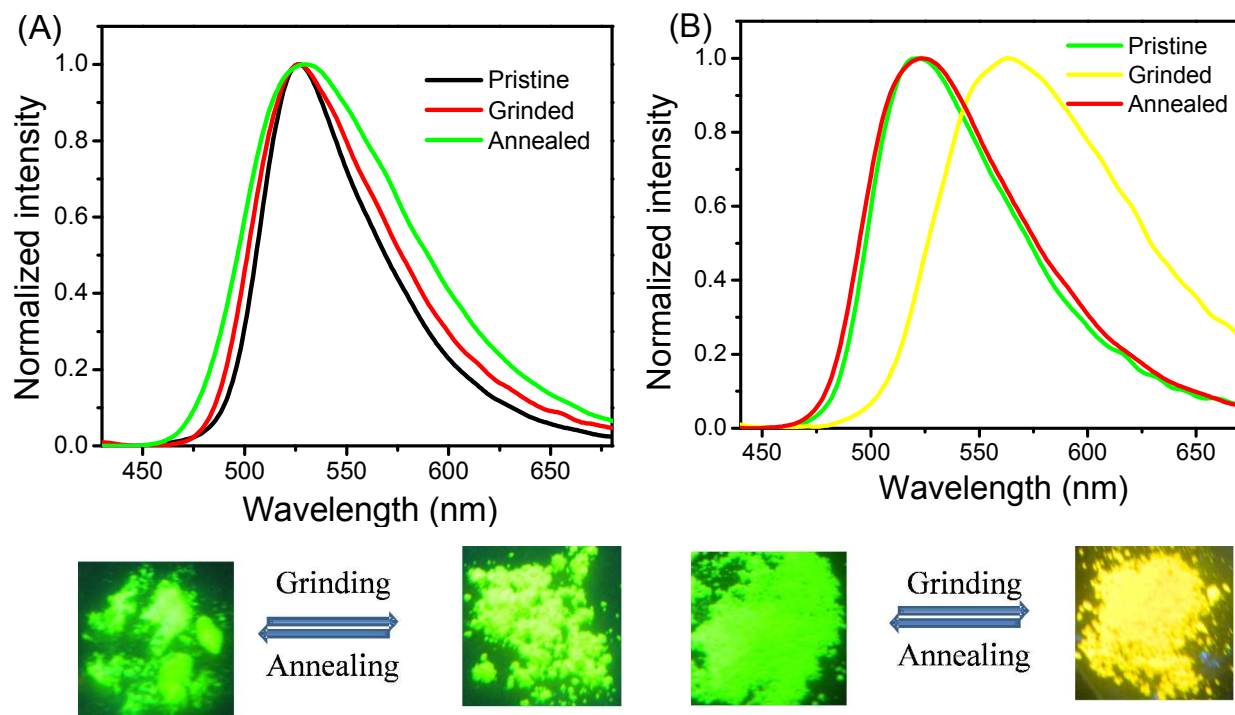 (A)
Normalized intensity
1.0
0.8
0.6
0.4
0.2
0.0
Pristine
Grinded
Annealed
450 500 550 600 650
Wavelength (nm)
(B)
Normalized intensity
1.0
0.8
0.6
0.4
0.2
0.0
Pristine
Grinded
Annealed
450 500 550 600 650
Wavelength (nm)
Grinding
Annealing
Grinding
Annealing